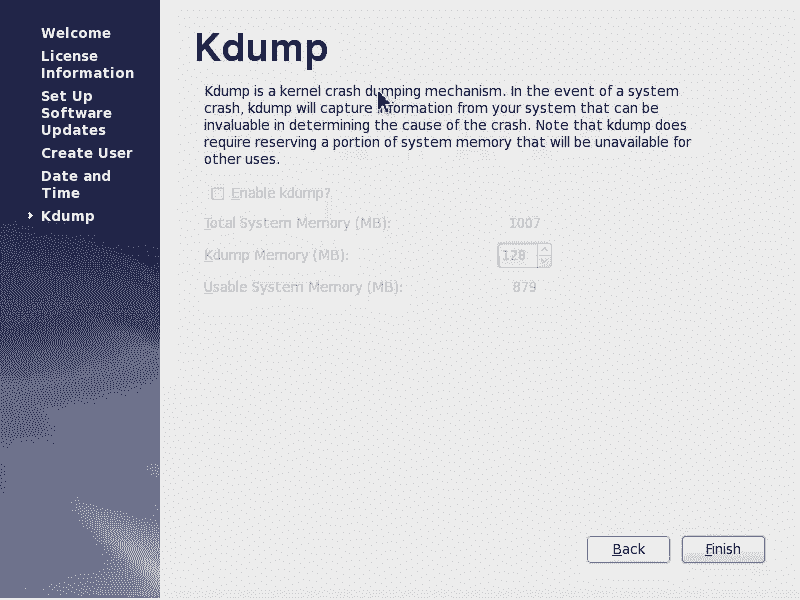 Welcome
License
Information
Set Up
Software
Updates
Create User
Date and
Time
Kdump
Kdump
Kdump is a kernel crash dumping mechanism. In the event of a system
crash, kdump will capture information from your system that can be
invaluable in determining the cause of the crash. Note that kdump does
require reserving a portion of system memory that will be unavailable for
other uses.
Enable kdump?
Total System Memory (MB): 1007
Kdump Memory (MB): 128
Usable System Memory (MB): 879
Back Finish